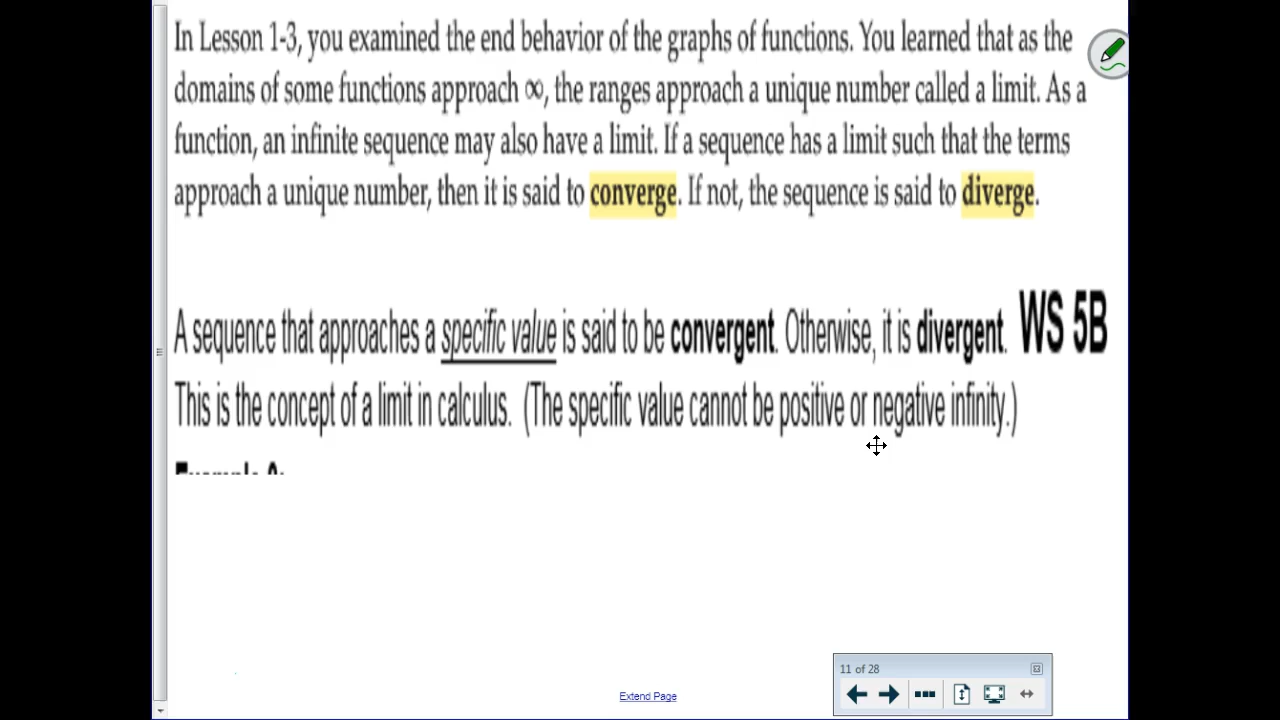 In Lesson 1-3, you examined the end behavior of the graphs of functions. You learned that as the
domains of some functions approach ∞, the ranges approach a unique number called a limit. As a
function, an infinite sequence may also have a limit. If a sequence has a limit such that the terms
approach a unique number, then it is said to converge. If not, the sequence is said to diverge.
A sequence that approaches a specific value is said to be convergent. Otherwise, it is divergent. WS 5B
This is the concept of a limit in calculus. (The specific value cannot be positive or negative infinity.)
11 of 28
Extend Page